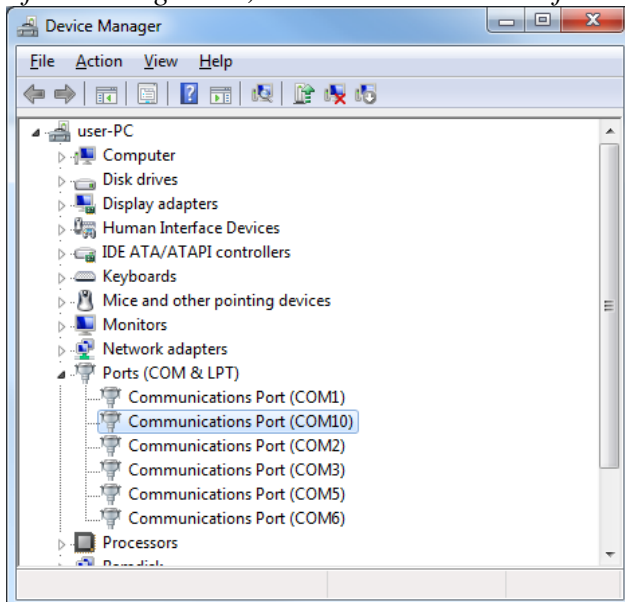 Device Manager
File Action View Help
user-PC
Computer
Disk drives
Display adapters
Human Interface Devices
IDE ATA/ATAPI controllers
Keyboards
Mice and other pointing devices
Monitors
Network adapters
Ports (COM & LPT)
Communications Port (COM1)
Communications Port (COM10)
Communications Port (COM2)
Communications Port (COM3)
Communications Port (COM5)
Communications Port (COM6)
Processors